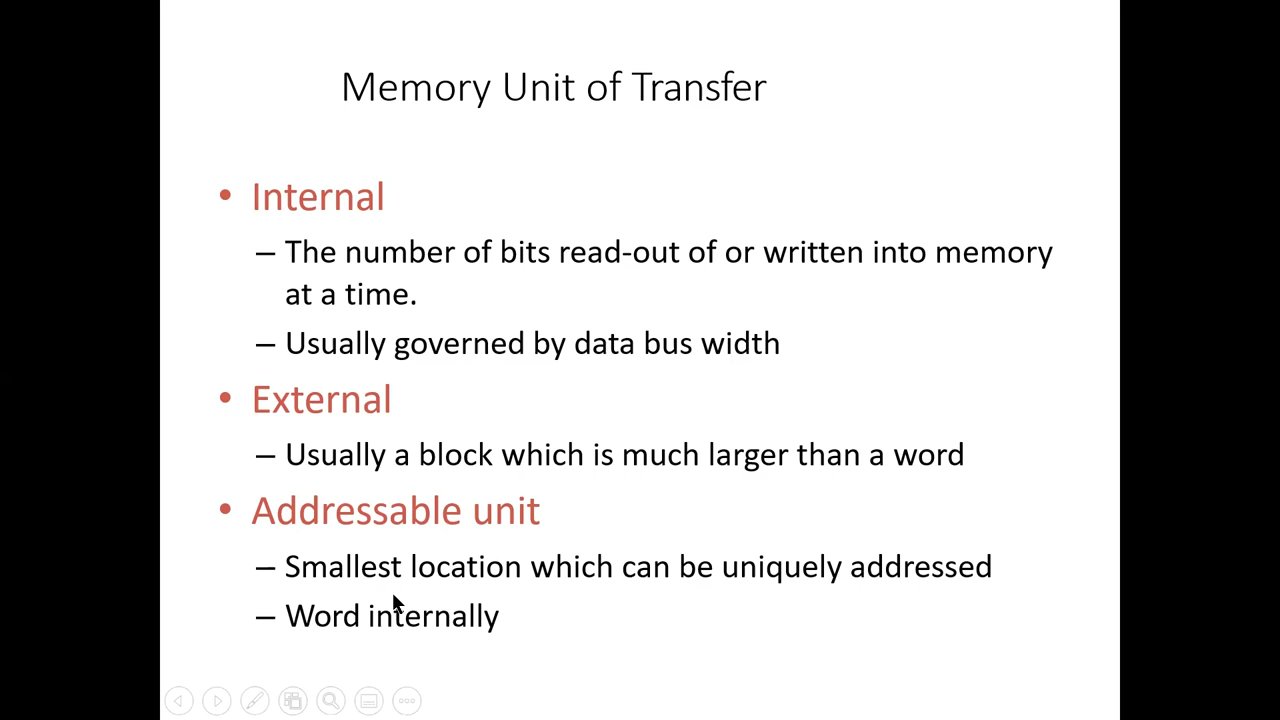 Memory Unit of Transfer
• Internal
– The number of bits read-out of or written into memory
at a time.
– Usually governed by data bus width
• External
– Usually a block which is much larger than a word
• Addressable unit
– Smallest location which can be uniquely addressed
– Word internally